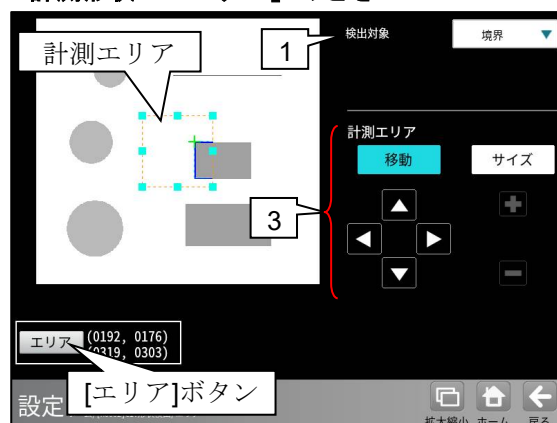 検出対象
境界
計測エリア
1
計測エリア
移動
サイズ
3
エリア
(0192, 0176)
(0319, 0303)
[エリア]ボタン
設定
拡大縮小
ホーム
戻る